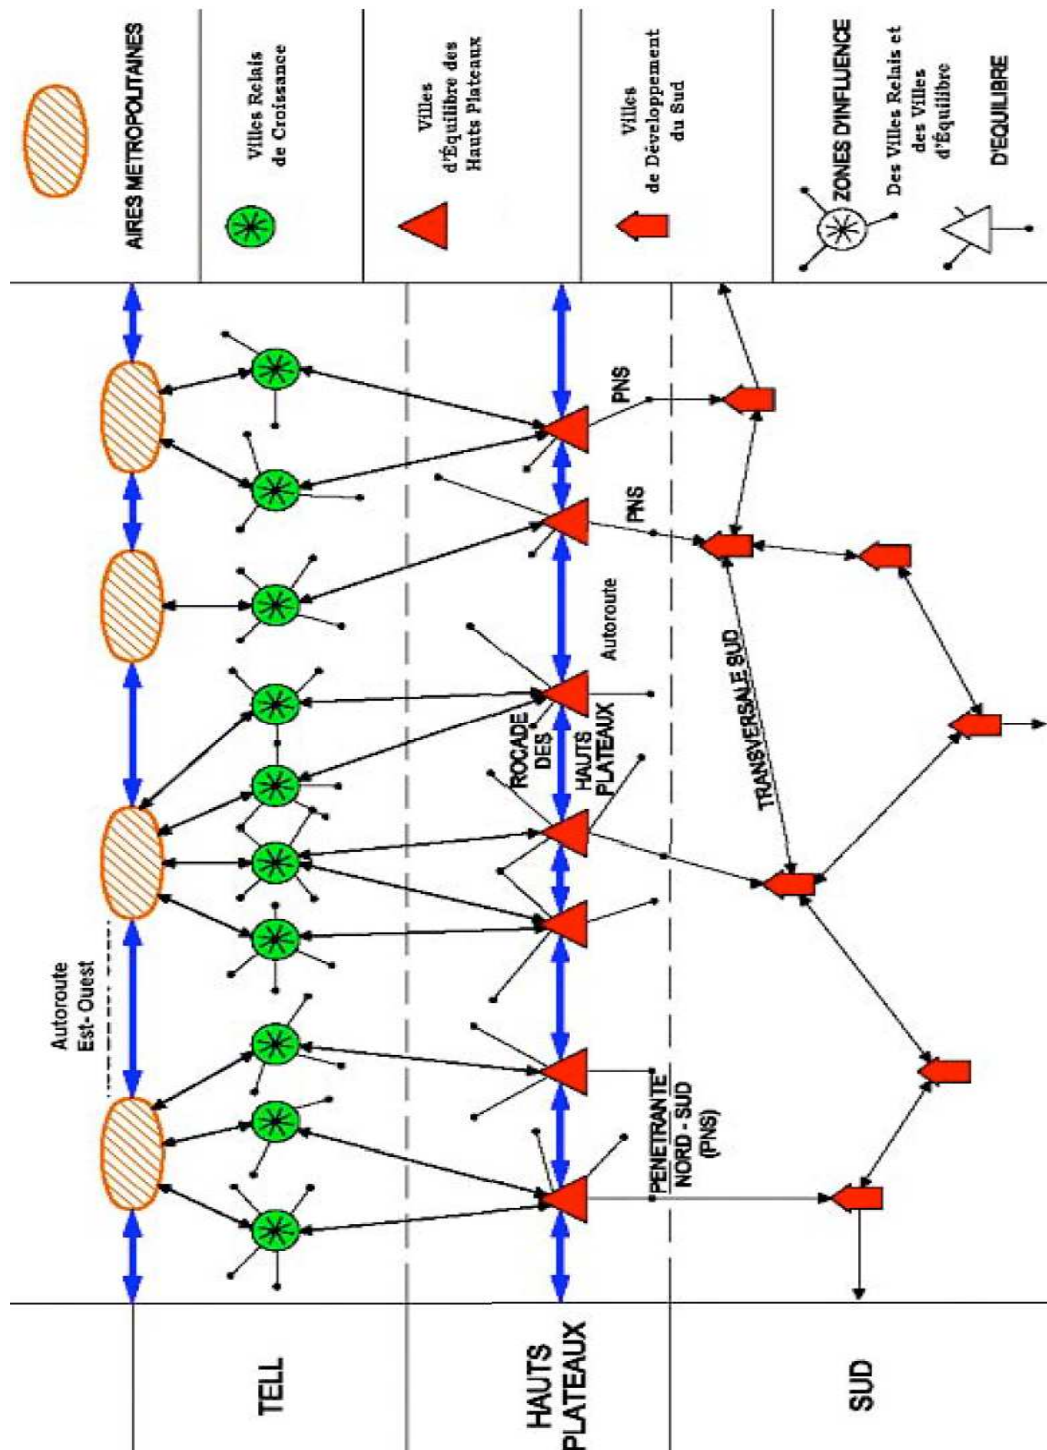 AIRES METROPOLITAINES
Villes Relais
de Croissance
Villes
d'Équilibre des
Hauts Plateaux
Villes
de Développement
du Sud
ZONES D'INFLUENCE
Des Villes Relais et
des Villes
d'Équilibre
D'EQUILIBRE
Autoroute
Est- Ouest
PNS
PNS
Autoroute
ROCADE
DES
HAUTS
PLATEAUX
TRANSVERSALE SUD
PENETRANTE
NORD - SUD
(PNS)
TELL
HAUTS
PLATEAUX
SUD